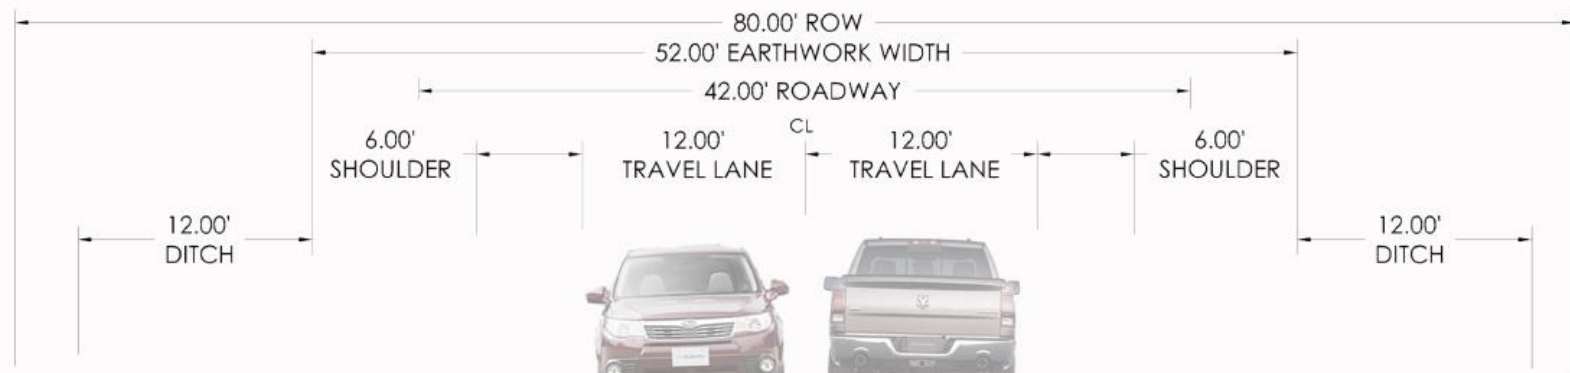 80.00' ROW
52.00' EARTHWORK WIDTH
42.00' ROADWAY
CL
6.00'
SHOULDER
12.00'
TRAVEL LANE
12.00'
TRAVEL LANE
6.00'
SHOULDER
12.00'
DITCH
12.00'
DITCH